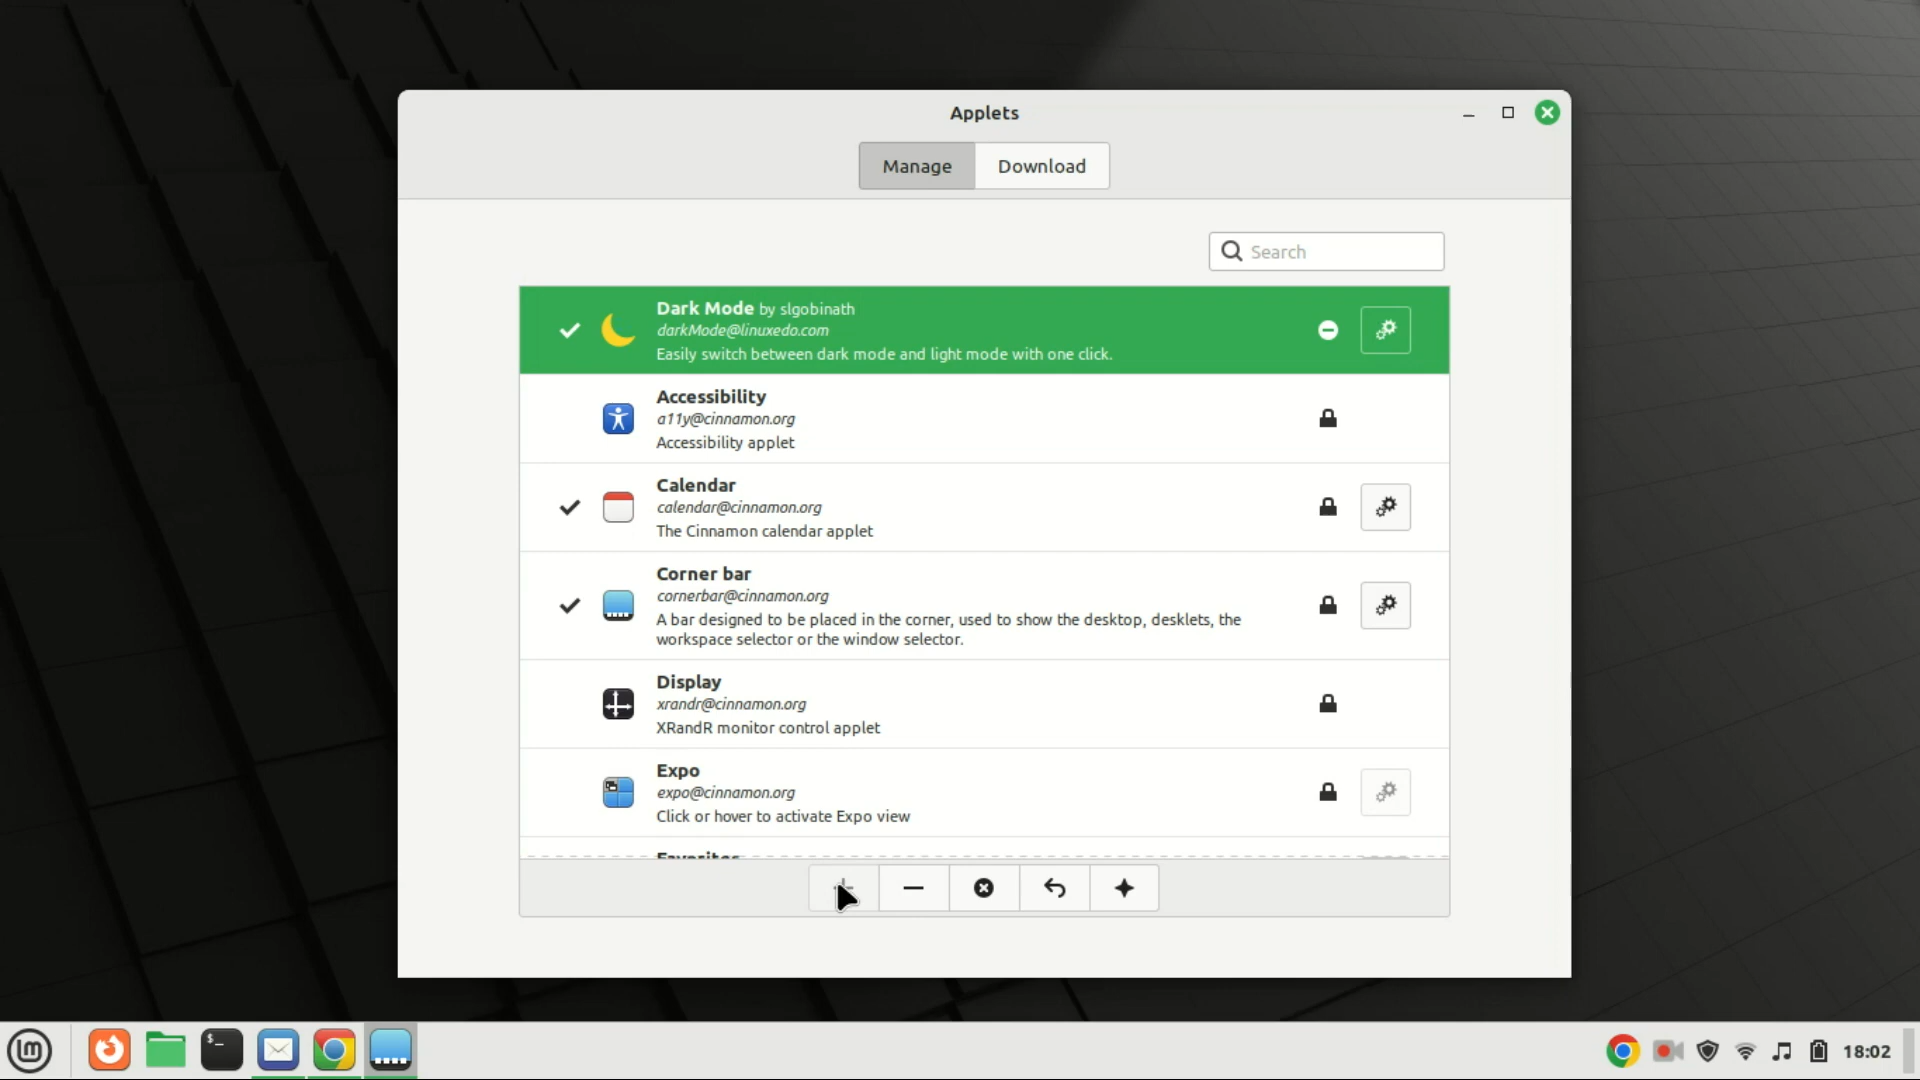 Applets
Manage
Download
Search
Dark Mode by slgobinath
darkMode@linuxedo.com
Easily switch between dark mode and light mode with one click.
Accessibility
a11y@cinnamon.org
Accessibility applet
Calendar
calendar@cinnamon.org
The Cinnamon calendar applet
Corner bar
cornerbar@cinnamon.org
A bar designed to be placed in the corner, used to show the desktop, desklets, the
workspace selector or the window selector.
Display
xrandr@cinnamon.org
XRandR monitor control applet
Expo
expo@cinnamon.org
Click or hover to activate Expo view
Favorites
lm
$_
18:02